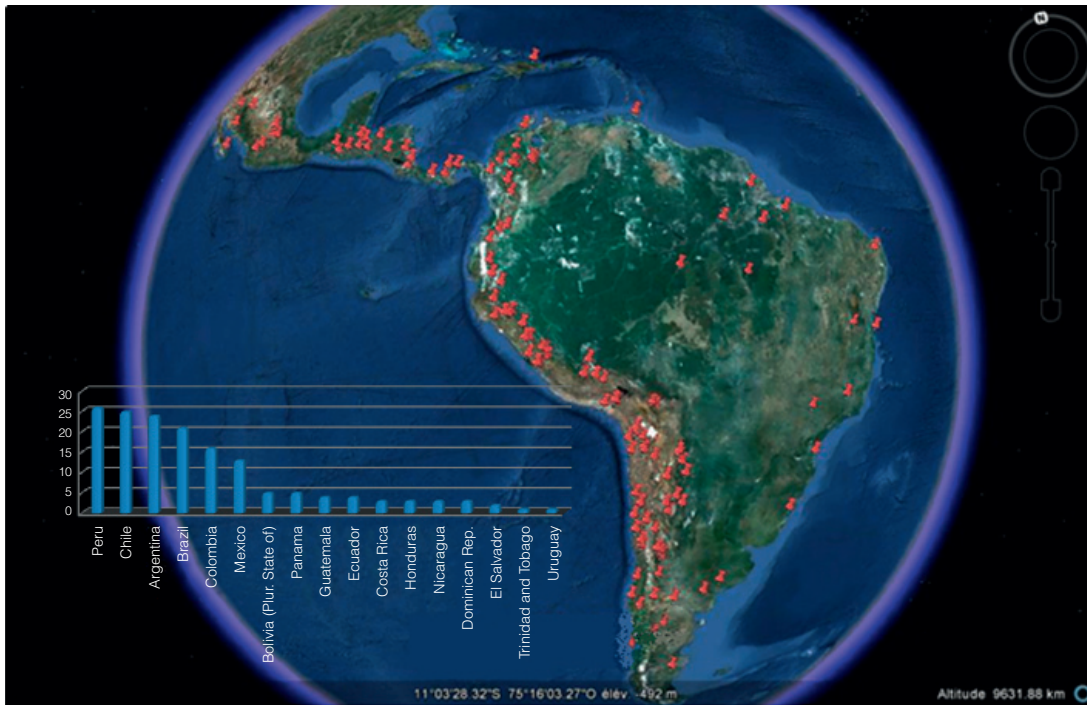 N
30
25
20
15
10
5
0
Peru
Chile
Argentina
Brazil
Colombia
Mexico
Bolivia (Plur. State of)
Panama
Guatemala
Ecuador
Costa Rica
Honduras
Nicaragua
Dominican Rep.
El Salvador
Trinidad and Tobago
Uruguay
11°03'28.32"S 75°16'03.27"O élév. -492 m
Altitude 9631.88 km